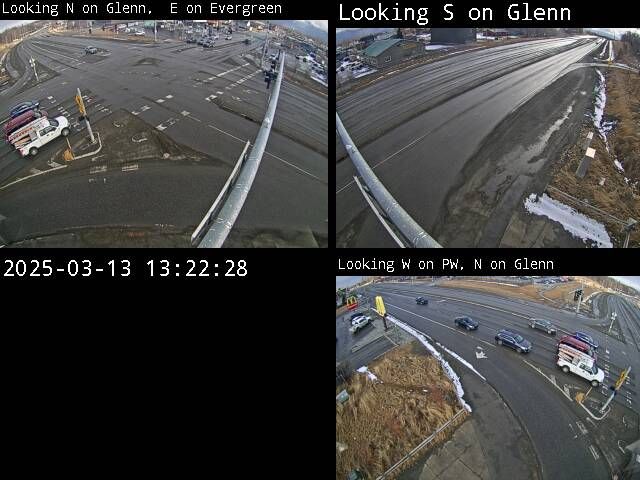 Looking N on Glenn,  E on Evergreen
Looking S on Glenn
2025-03-13 13:22:28
Looking W on PW, N on Glenn